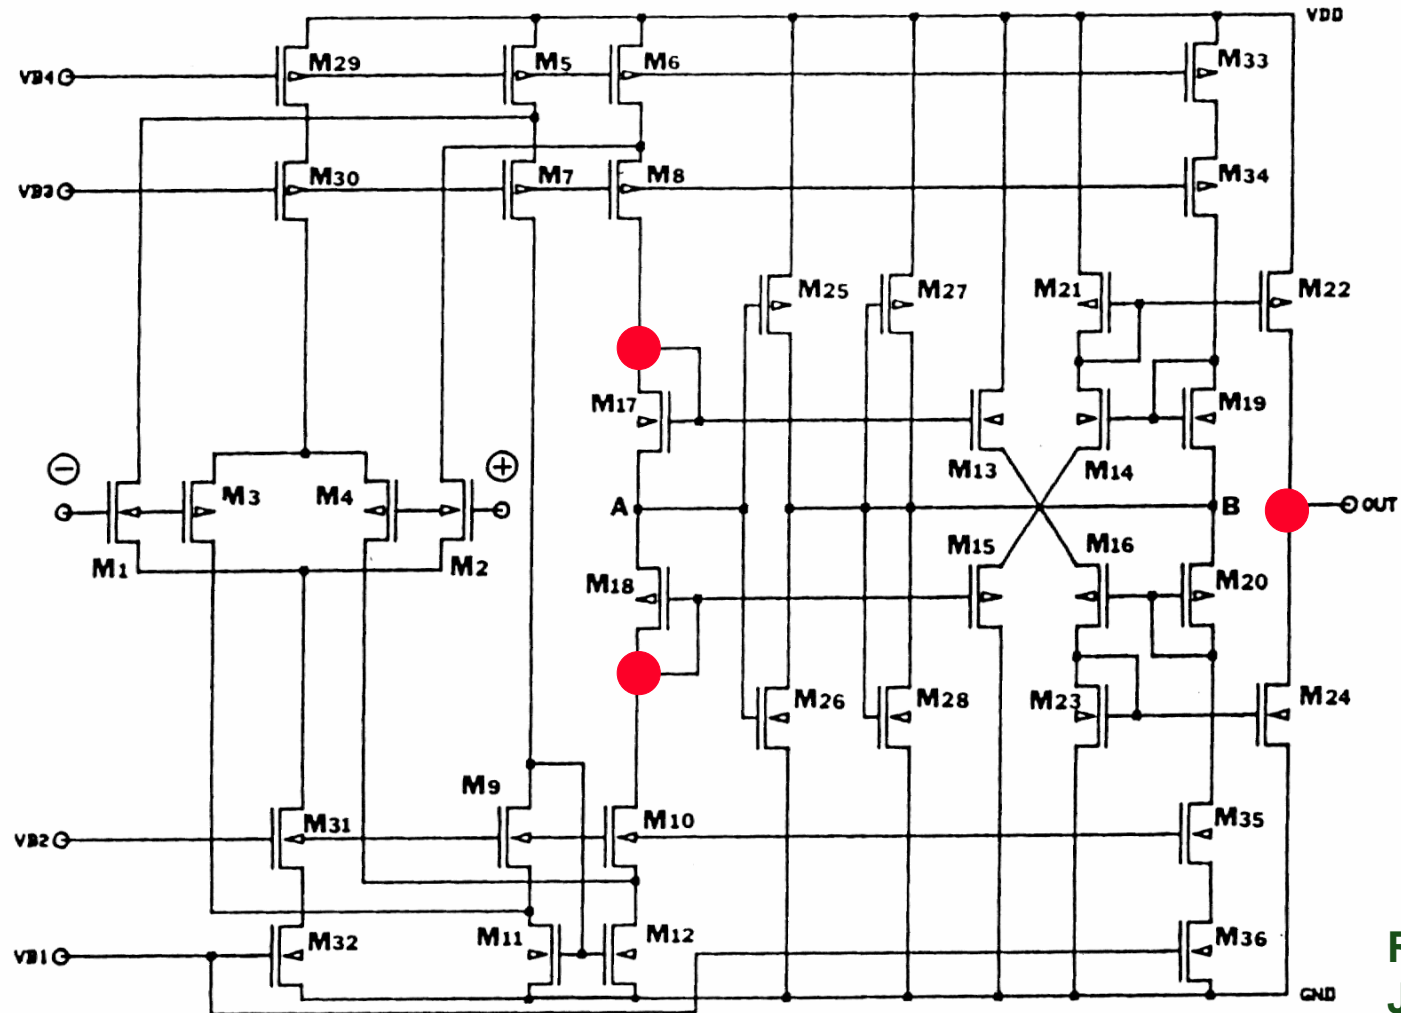 VDD
M29 M5 M6 M33
VB4
VB3 M30 M7 M8 M34
M25 M27 M21 M22
M17 M19
− M3 M4 + M13 M14
A B OUT
M1 M2 M15 M16
M18 M20
M26 M28 M23 M24
M9
VB2 M31 M10 M35
VB1 M32 M11 M12 M36
GND
F
J